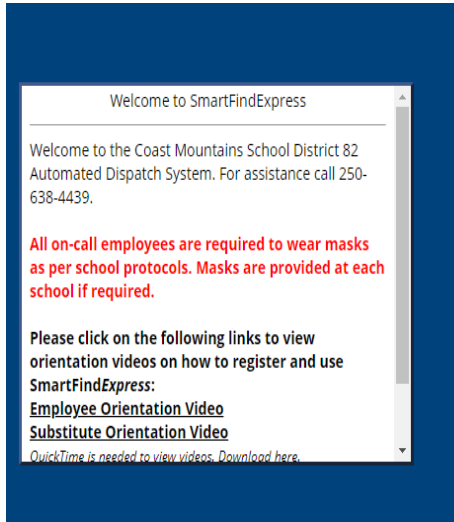 Welcome to SmartFindExpress
Welcome to the Coast Mountains School District 82
Automated Dispatch System. For assistance call 250-
638-4439.
All on-call employees are required to wear masks
as per school protocols. Masks are provided at each
school if required.
Please click on the following links to view
orientation videos on how to register and use
SmartFindExpress:
Employee Orientation Video
Substitute Orientation Video
QuickTime is needed to view videos. Download here.